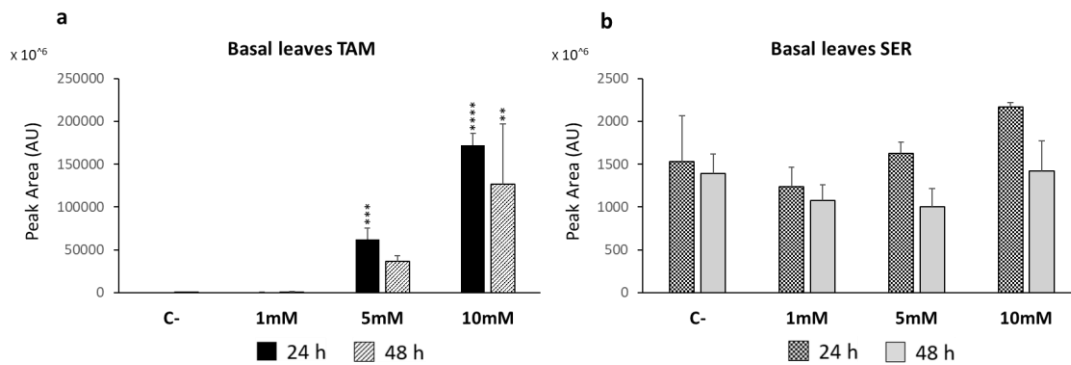 a
Basal leaves TAM
x 10^6
Peak Area (AU)
250000
200000
150000
100000
50000
0
***
****
**
C- 1mM 5mM 10mM
24 h 48 h
b
Basal leaves SER
x 10^6
Peak Area (AU)
2500
2000
1500
1000
500
0
C- 1mM 5mM 10mM
24 h 48 h